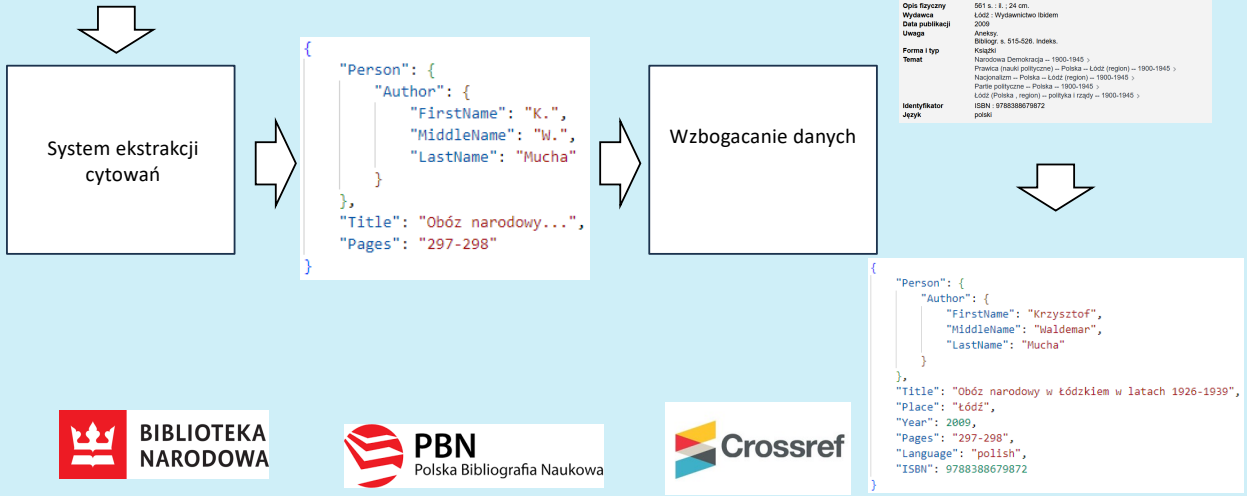 Opis fizyczny 561 s. : il. ; 24 cm.
Wydawca Łódź : Wydawnictwo Ibidem
Data publikacji 2009
Uwaga Aneksy.
Bibliogr. s. 515-526. Indeks.
Forma i typ Książki
Temat Narodowa Demokracja -- 1900-1945 >
Prawica (nauki polityczne) -- Polska -- Łódź (region) -- 1900-1945 >
Nacjonalizm -- Polska -- Łódź (region) -- 1900-1945 >
Partie polityczne -- Polska -- 1900-1945 >
Łódź (Polska , region) -- polityka i rządy -- 1900-1945 >
Identyfikator ISBN : 9788388679872
Język polski
System ekstrakcji
cytowań
{
"Person": {
"Author": {
"FirstName": "K.",
"MiddleName": "W.",
"LastName": "Mucha"
}
},
"Title": "Obóz narodowy...",
"Pages": "297-298"
}
Wzbogacanie danych
{
"Person": {
"Author": {
"FirstName": "Krzysztof",
"MiddleName": "Waldemar",
"LastName": "Mucha"
}
},
"Title": "Obóz narodowy w Łódzkiem w latach 1926-1939",
"Place": "Łódź",
"Year": 2009,
"Pages": "297-298",
"Language": "polish",
"ISBN": 9788388679872
}
BIBLIOTEKA
NARODOWA
PBN
Polska Bibliografia Naukowa
Crossref